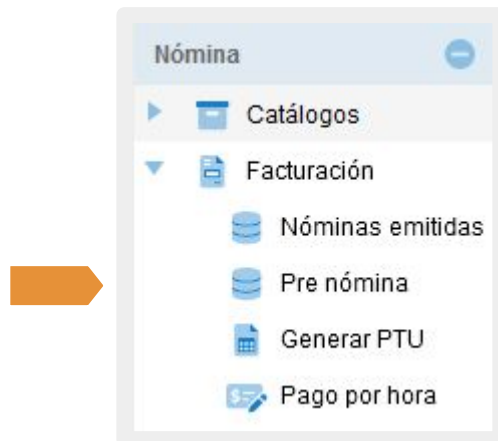 Nómina
Catálogos
Facturación
Nóminas emitidas
Pre nómina
Generar PTU
Pago por hora